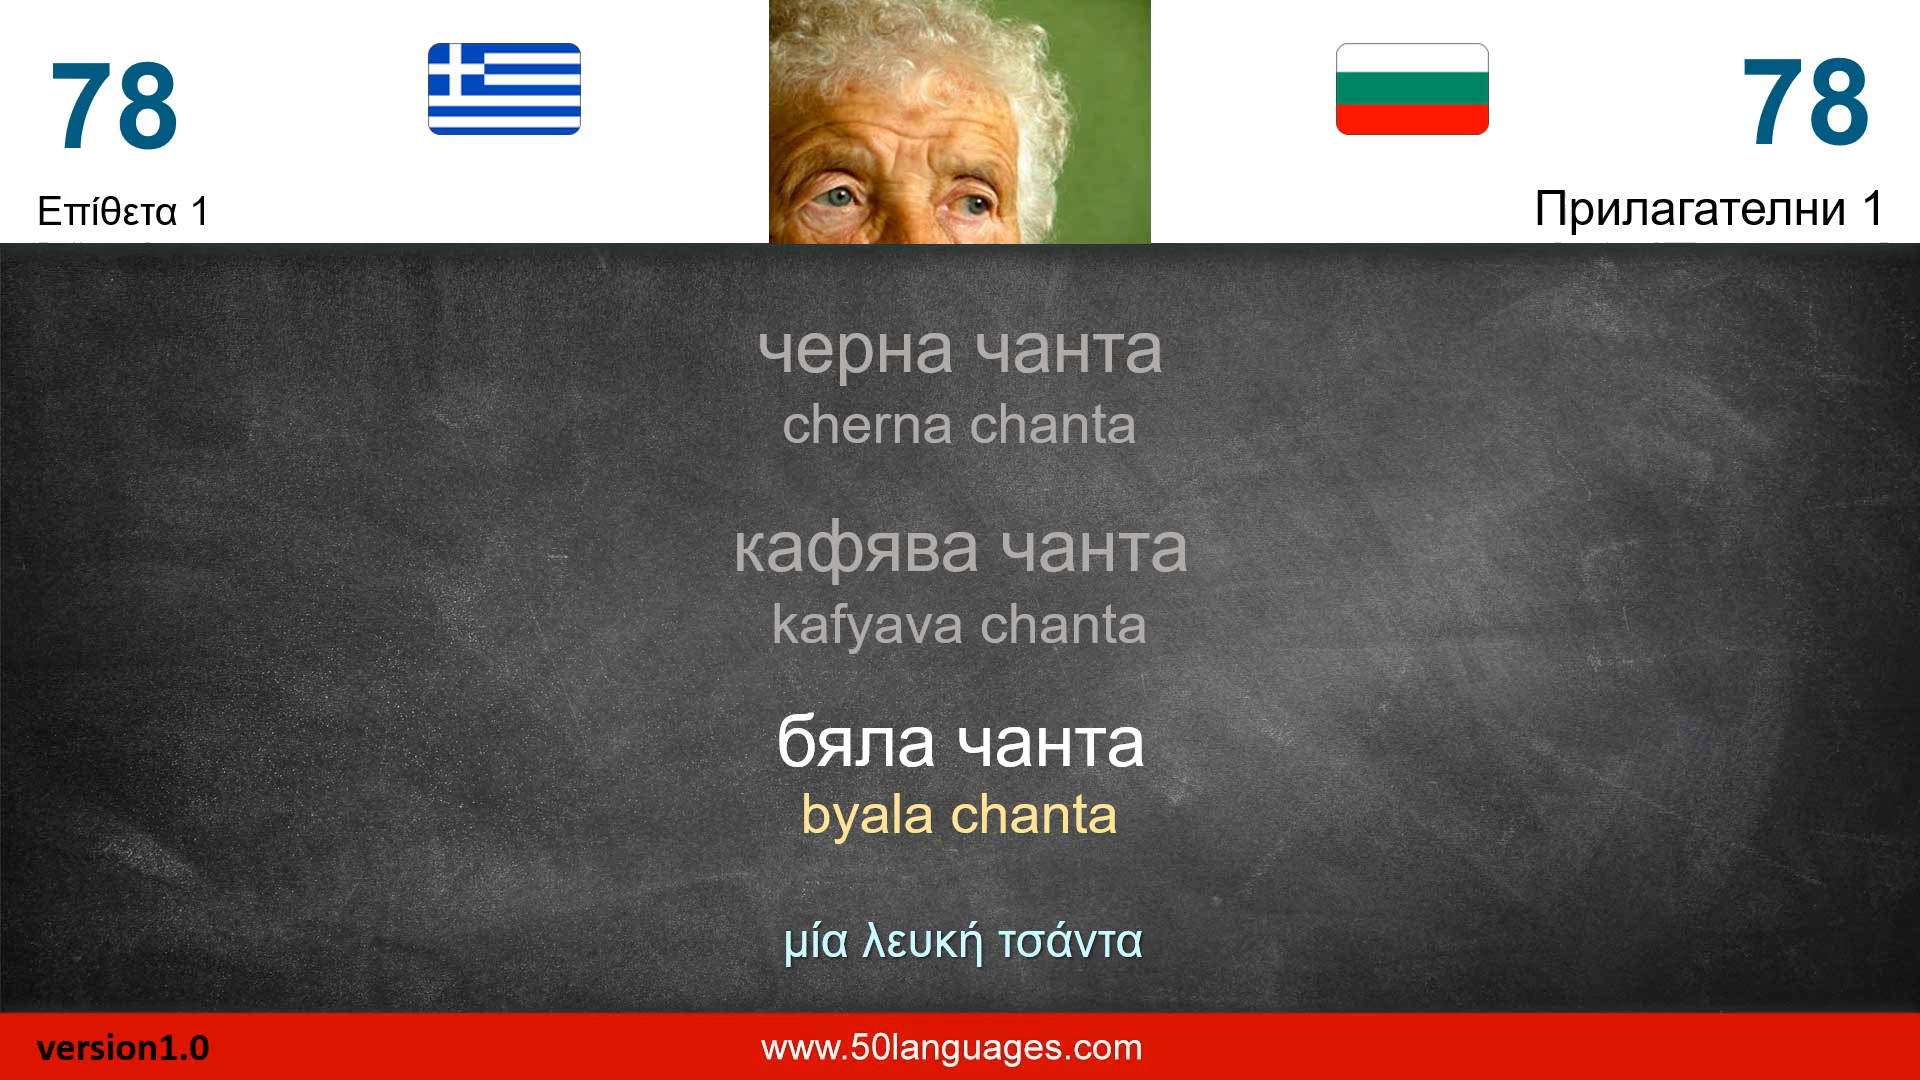 78
78
Επίθετα 1
Прилагателни 1
черна чанта
cherna chanta
кафява чанта
kafyava chanta
бяла чанта
byala chanta
μία λευκή τσάντα
version1.0
www.50languages.com